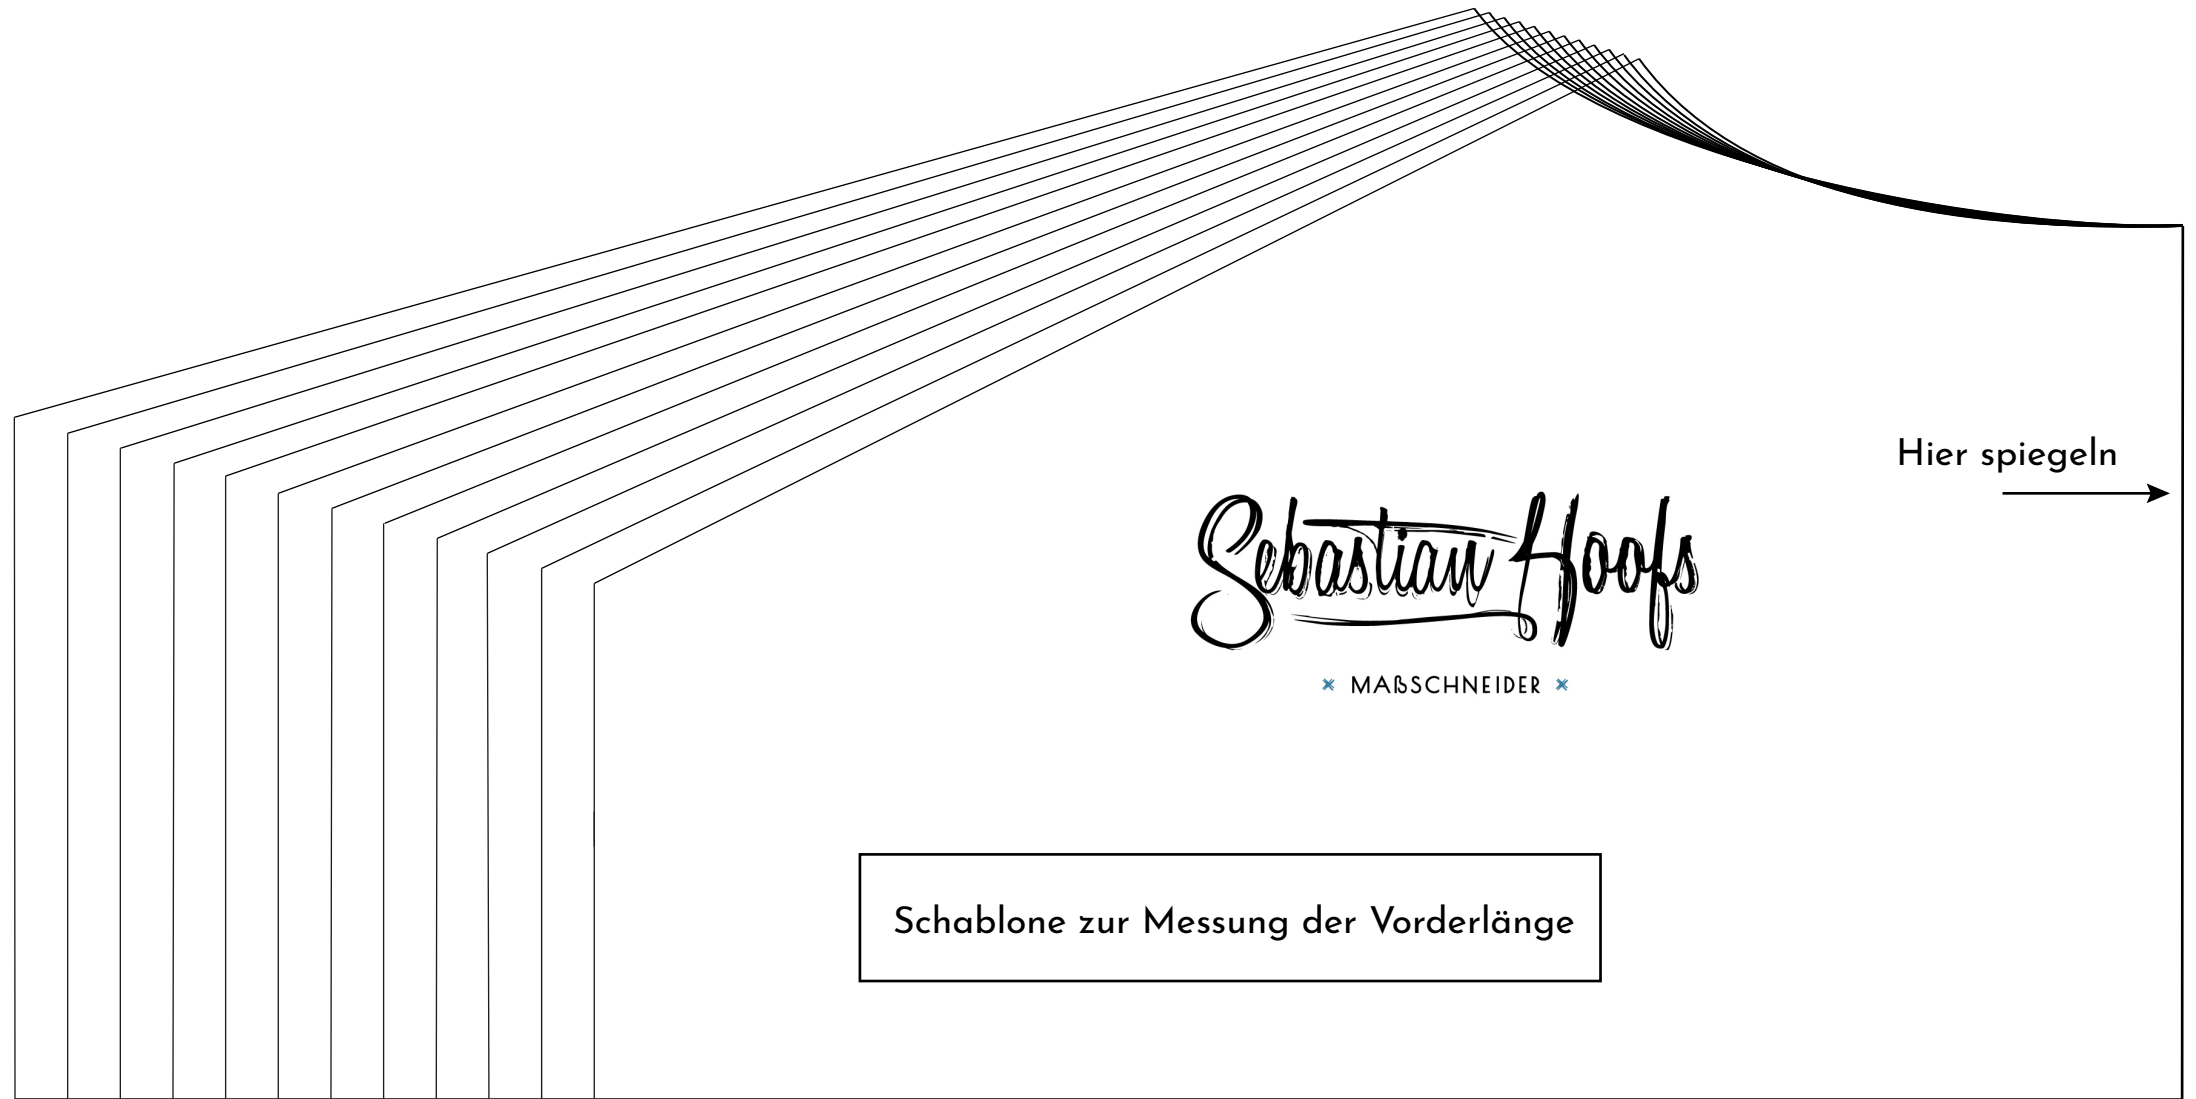 Hier spiegeln
Sebastian Hoofs
× MAßSCHNEIDER ×
Schablone zur Messung der Vorderlänge